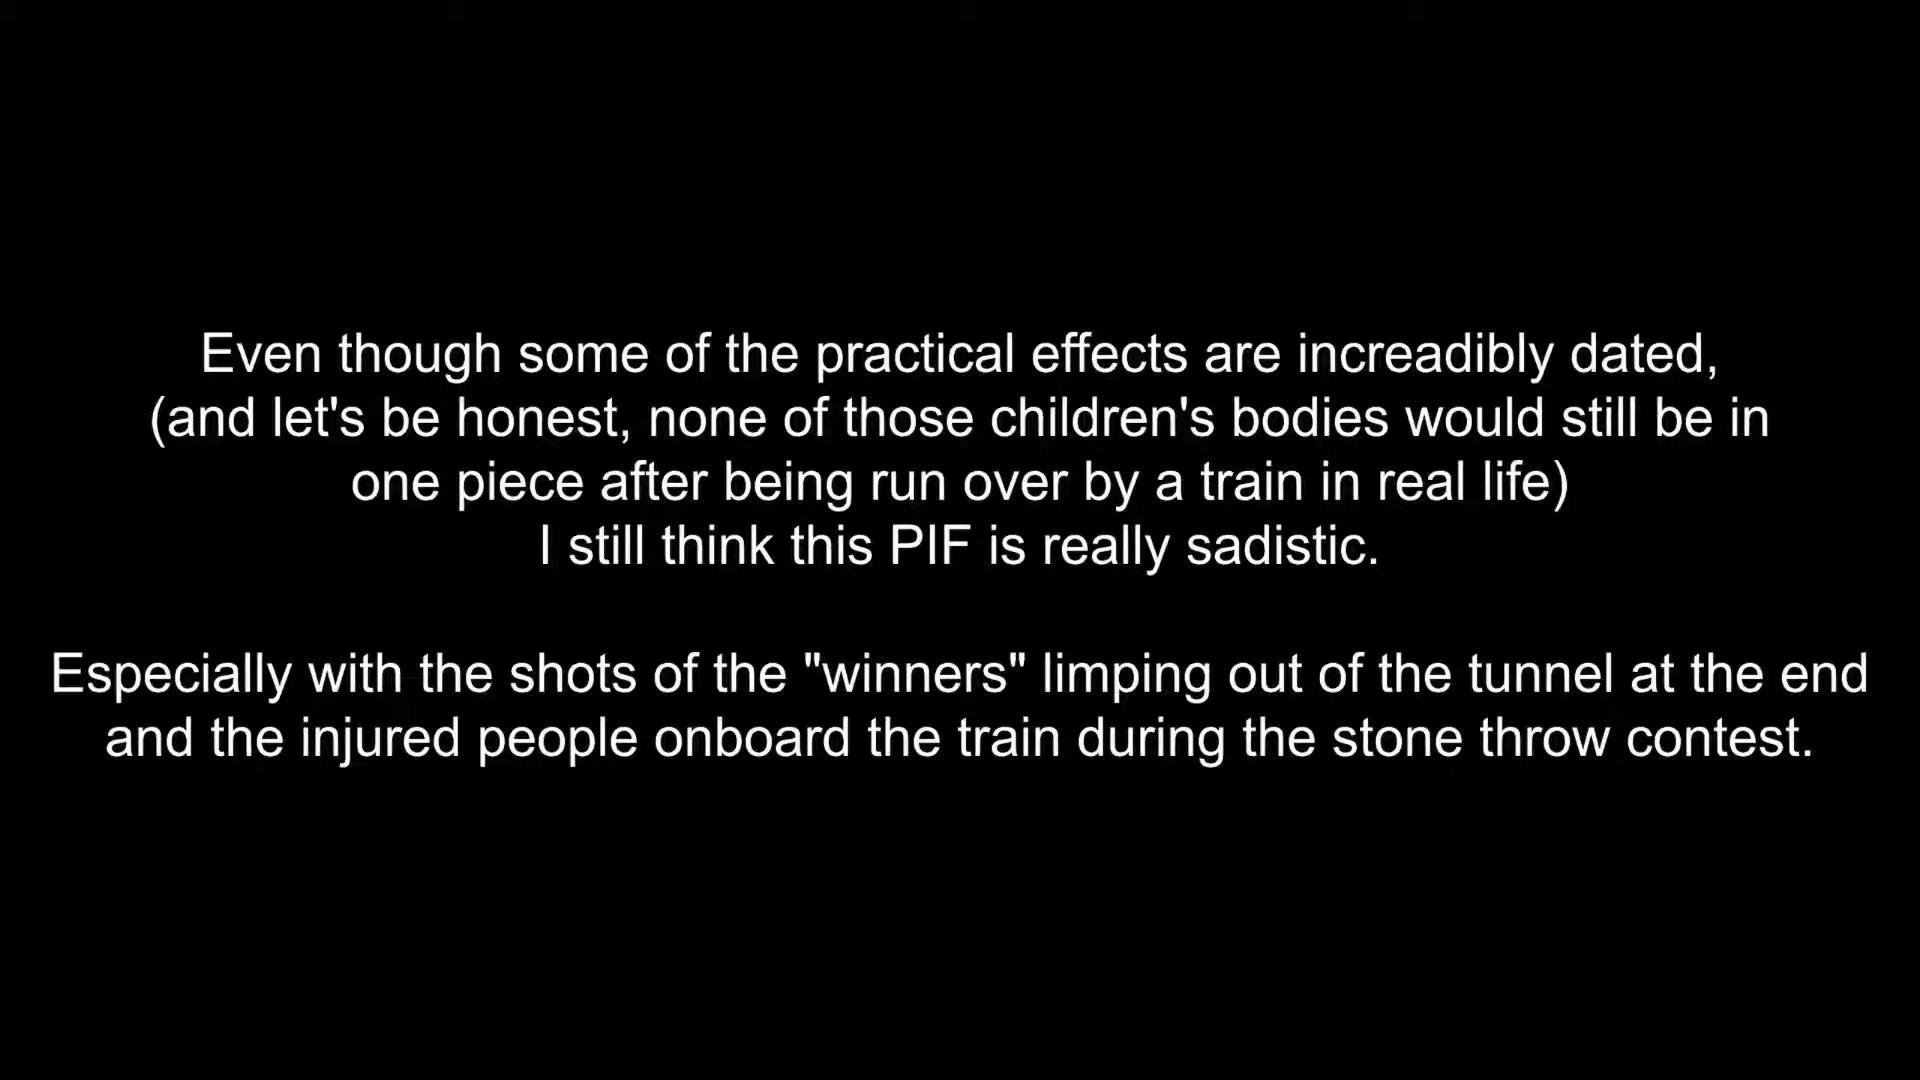 Even though some of the practical effects are increadibly dated,
(and let's be honest, none of those children's bodies would still be in
one piece after being run over by a train in real life)
I still think this PIF is really sadistic.
Especially with the shots of the "winners" limping out of the tunnel at the end
and the injured people onboard the train during the stone throw contest.